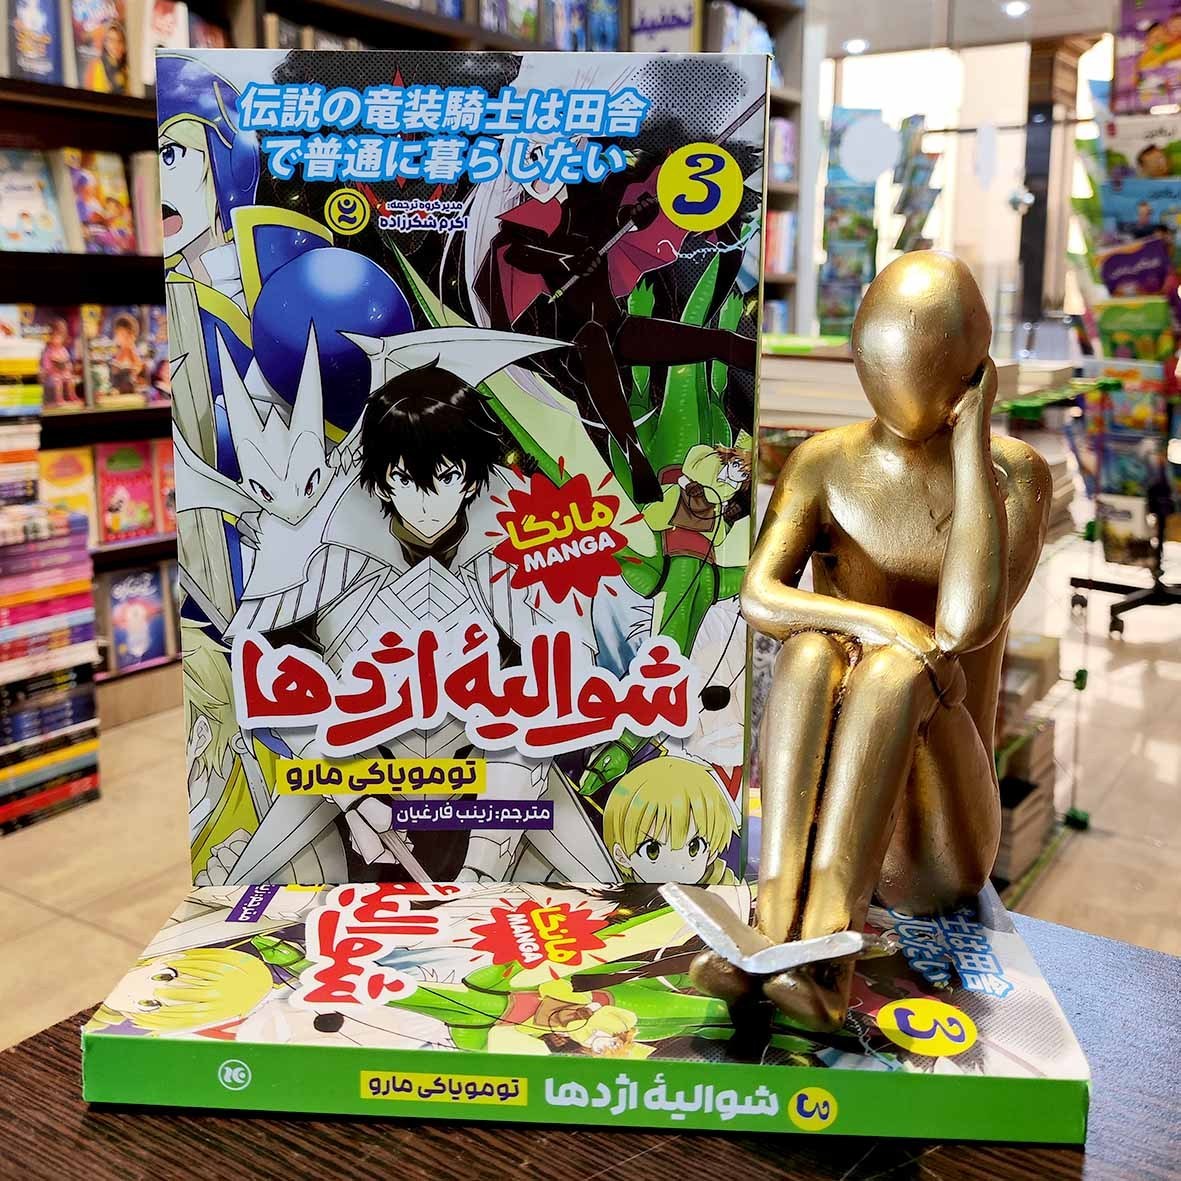 تخفیف
伝説の竜装騎士は田舎
で普通に暮らしたい
3
مدیر گروه ترجمه:
اکرم شکرزاده
مانگا
MANGA
شوالیهٔ اژدها
تومویاکی مارو
مترجم: زینب فارغیان
مانگا
MANGA
شوالیهٔ
3
شوالیهٔ اژدها
تومویاکی مارو
3